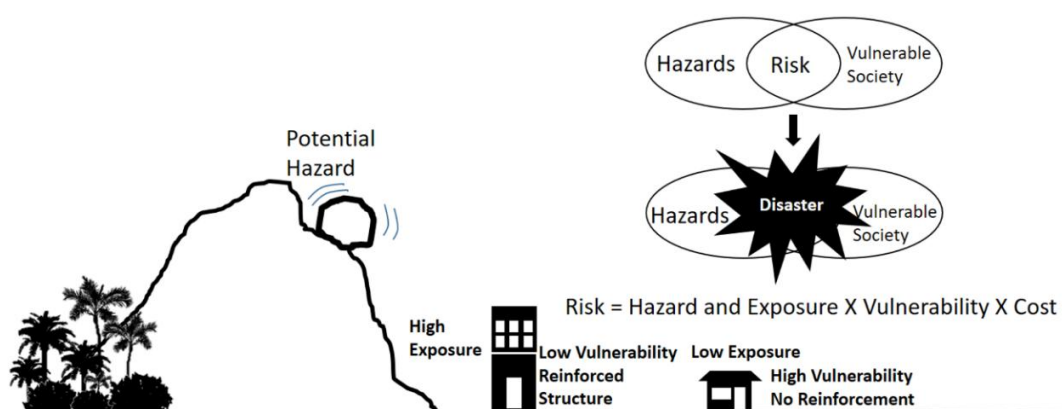 Hazards
Risk
Vulnerable
Society
Potential
Hazard
Hazards
Disaster
Vulnerable
Society
Risk = Hazard and Exposure X Vulnerability X Cost
High
Exposure
Low Vulnerability
Reinforced
Structure
Low Exposure
High Vulnerability
No Reinforcement